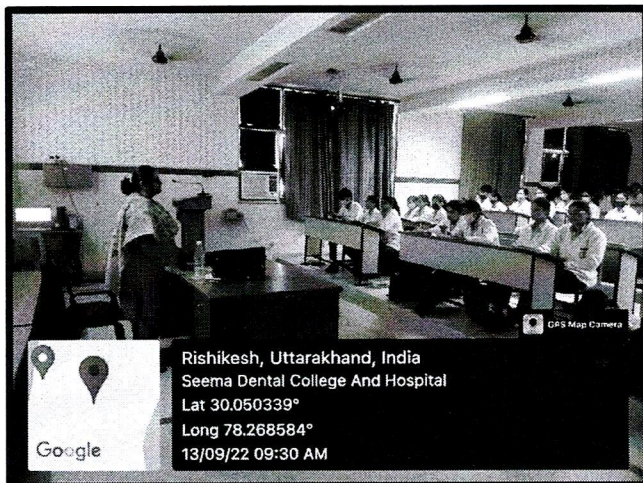 GPS Map Camera
Rishikesh, Uttarakhand, India
Seema Dental College And Hospital
Lat 30.050339°
Long 78.268584°
13/09/22 09:30 AM
Google